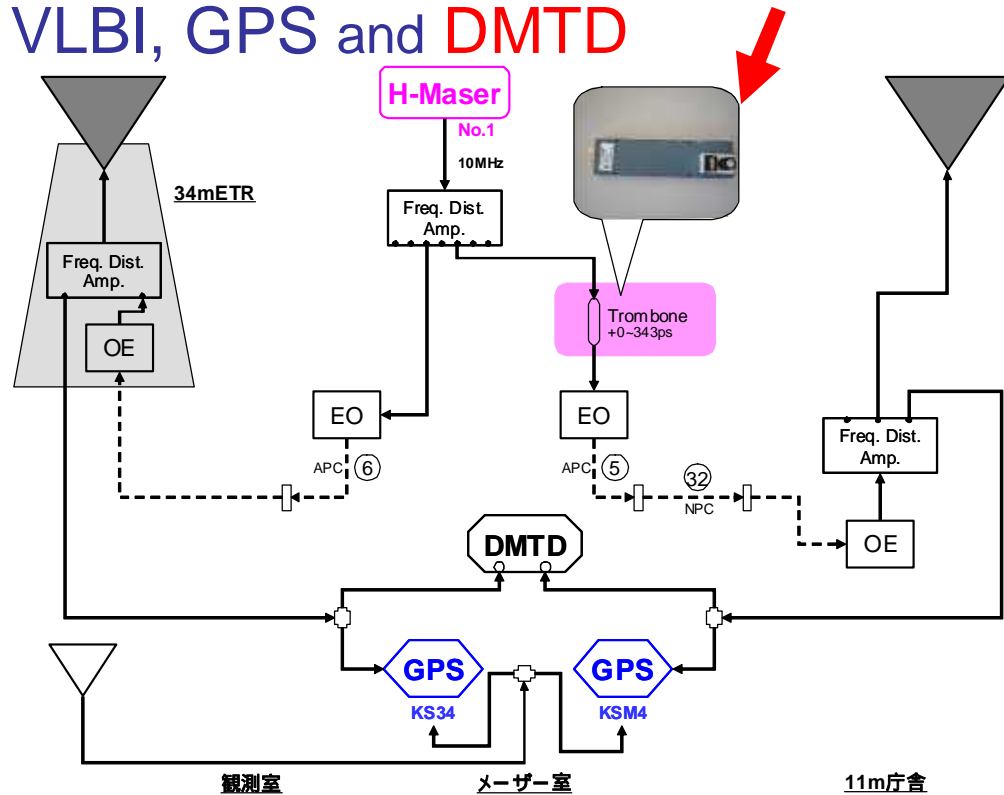 VLBI, GPS and DMTD
H-Maser
No.1
10MHz
34mETR
Freq. Dist.
Amp.
Freq. Dist.
Amp.
Trombone
+0~343ps
OE
EO
EO
Freq. Dist.
Amp.
APC 6
APC 5
32
NPC
OE
DMTD
GPS
GPS
KS34
KSM4
観測室
メーザー室
11m庁舎